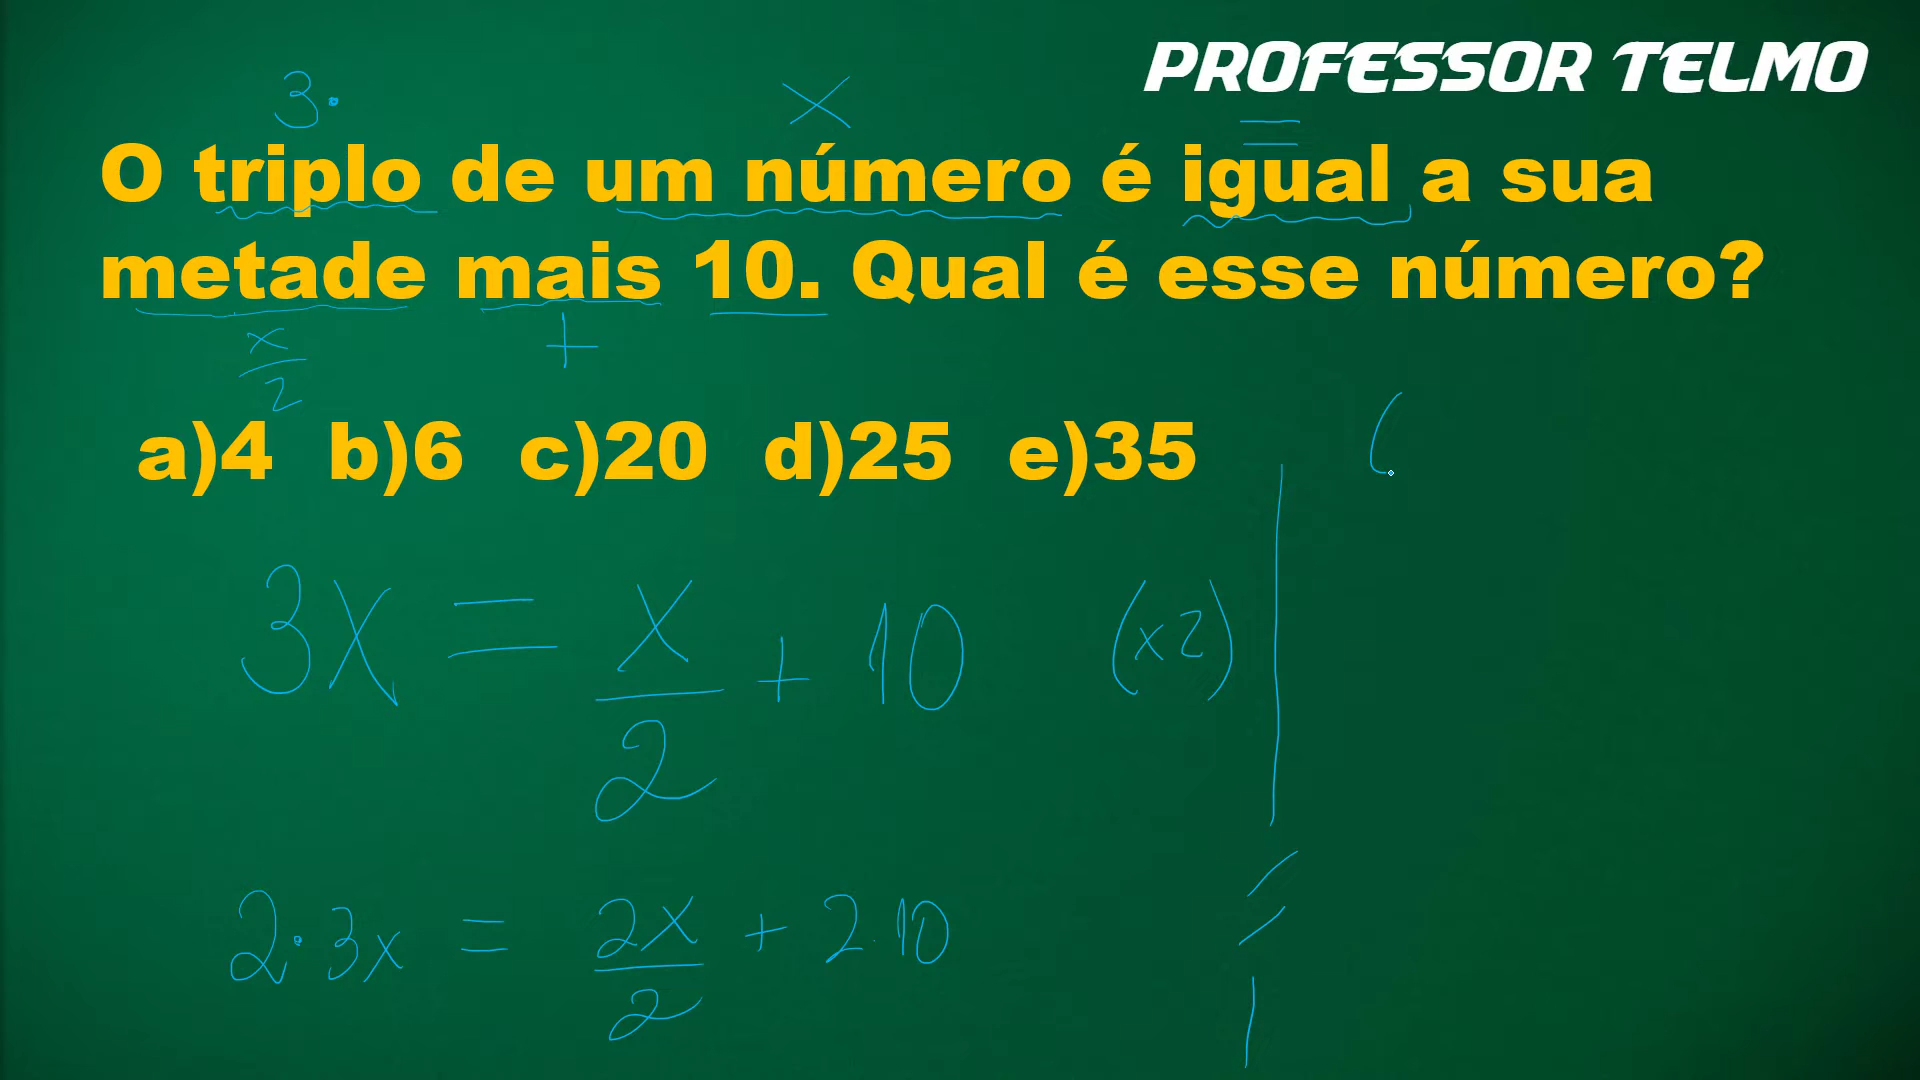 PROFESSOR TELMO
3· x =
O triplo de um número é igual a sua
metade mais 10. Qual é esse número?
x/2 +
a)4 b)6 c)20 d)25 e)35
(
3x = x/2 + 10 (x2)
2·3x = 2x/2 + 2.10